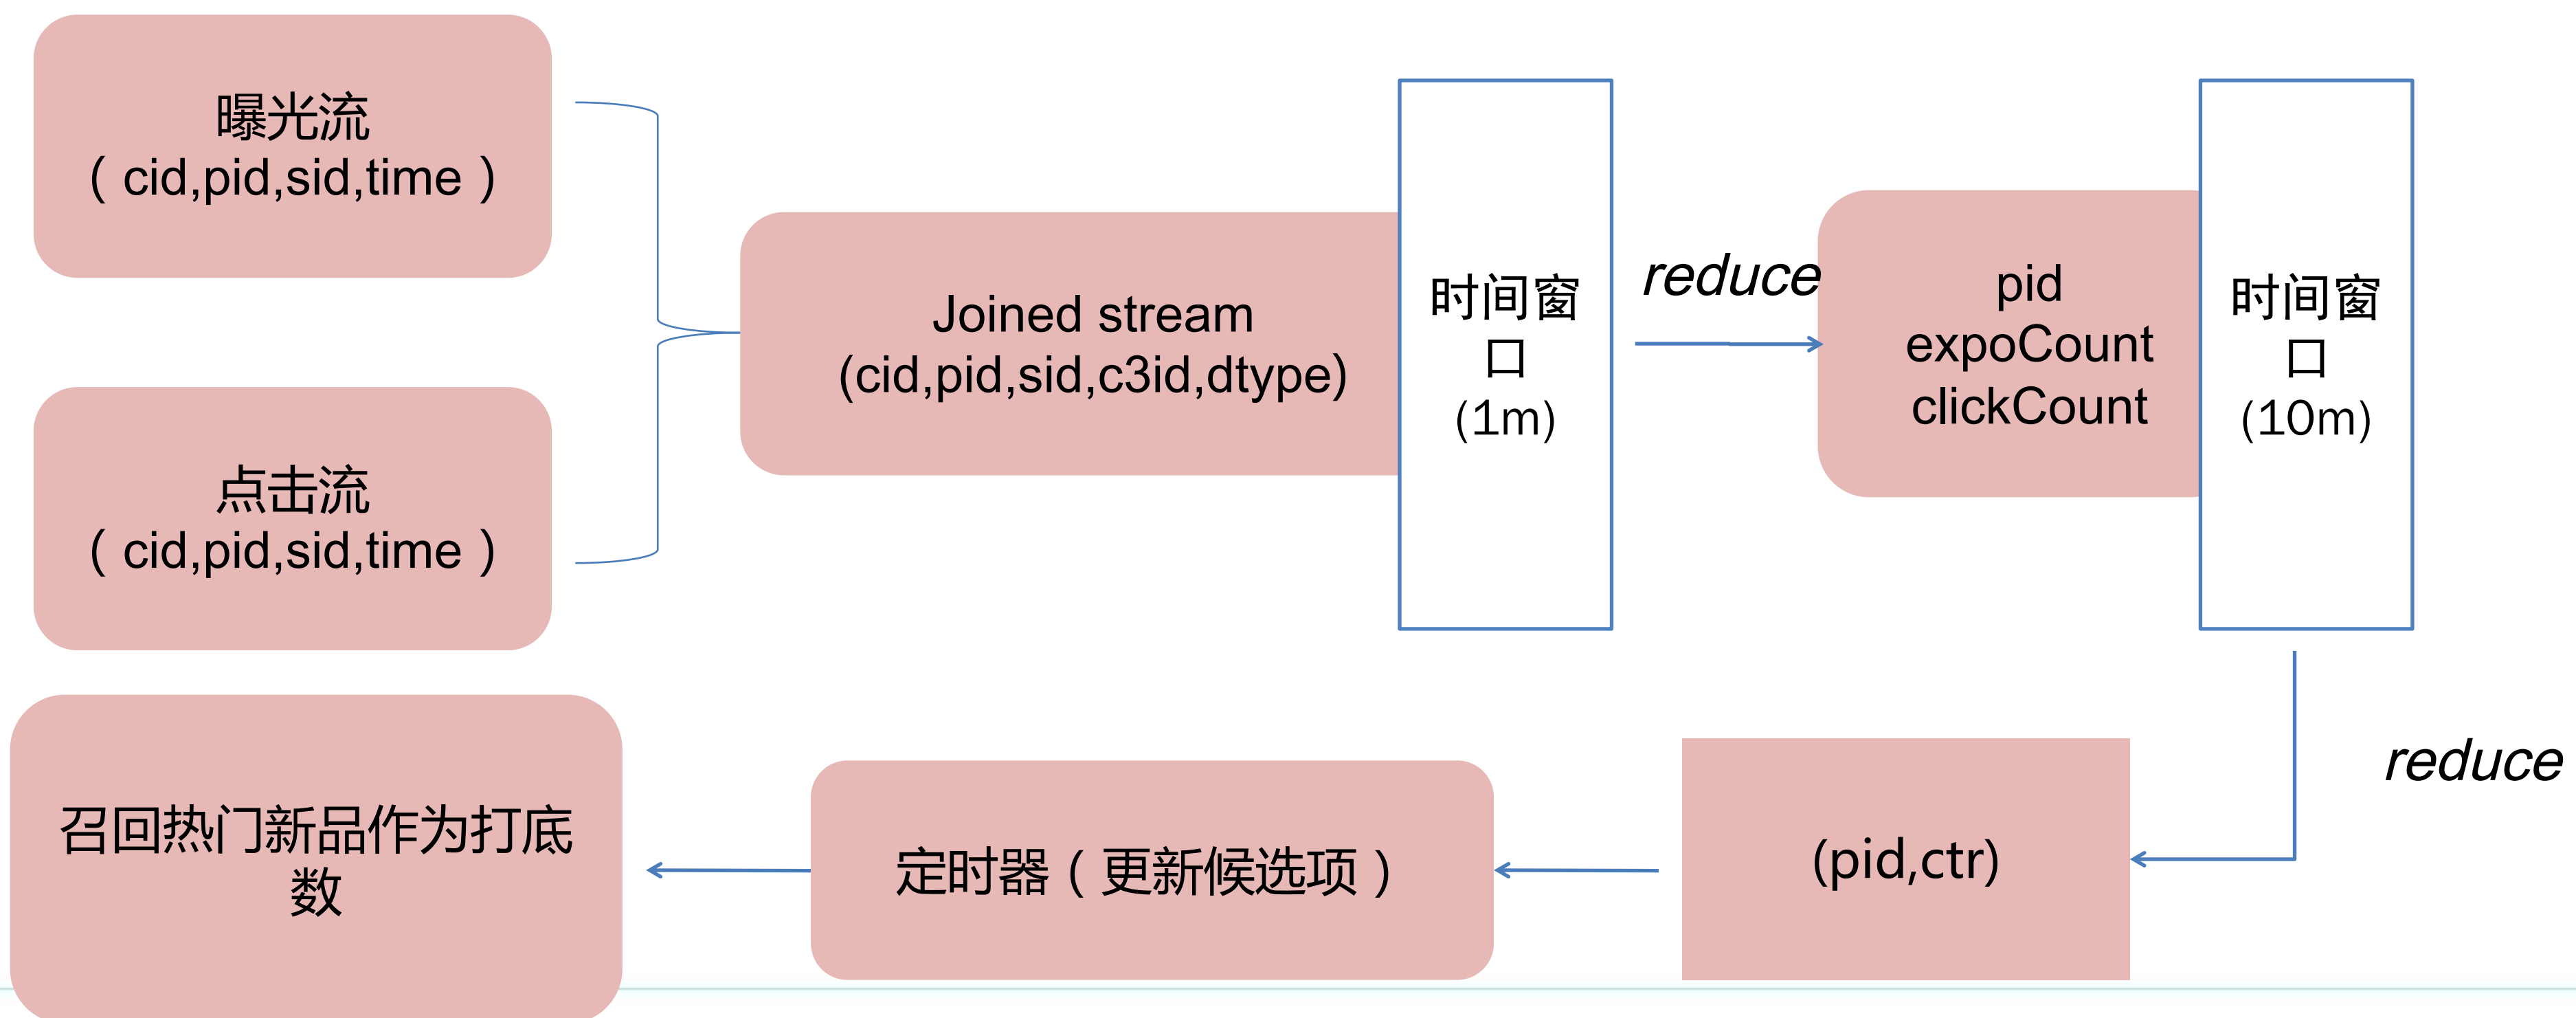 曝光流
（ cid,pid,sid,time ）
点击流
（ cid,pid,sid,time ）
Joined stream
(cid,pid,sid,c3id,dtype)
时间窗
口
(1m)
reduce
pid
expoCount
clickCount
时间窗
口
(10m)
reduce
(pid,ctr)
定时器（更新候选项）
召回热门新品作为打底
数